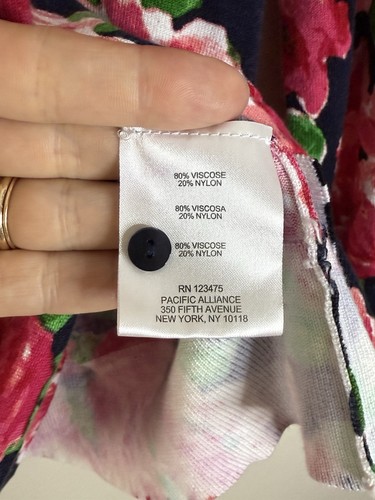 80% VISCOSE
20% NYLON
80% VISCOSA
20% NYLON
80% VISCOSE
20% NYLON
RN 123475
PACIFIC ALLIANCE
350 FIFTH AVENUE
NEW YORK, NY 10118